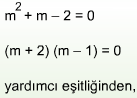 m² + m − 2 = 0
(m + 2) (m − 1) = 0
yardımcı eşitliğinden,